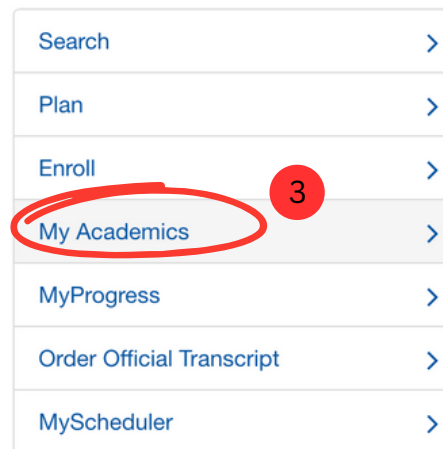 Search
Plan
Enroll
3
My Academics
MyProgress
Order Official Transcript
MyScheduler